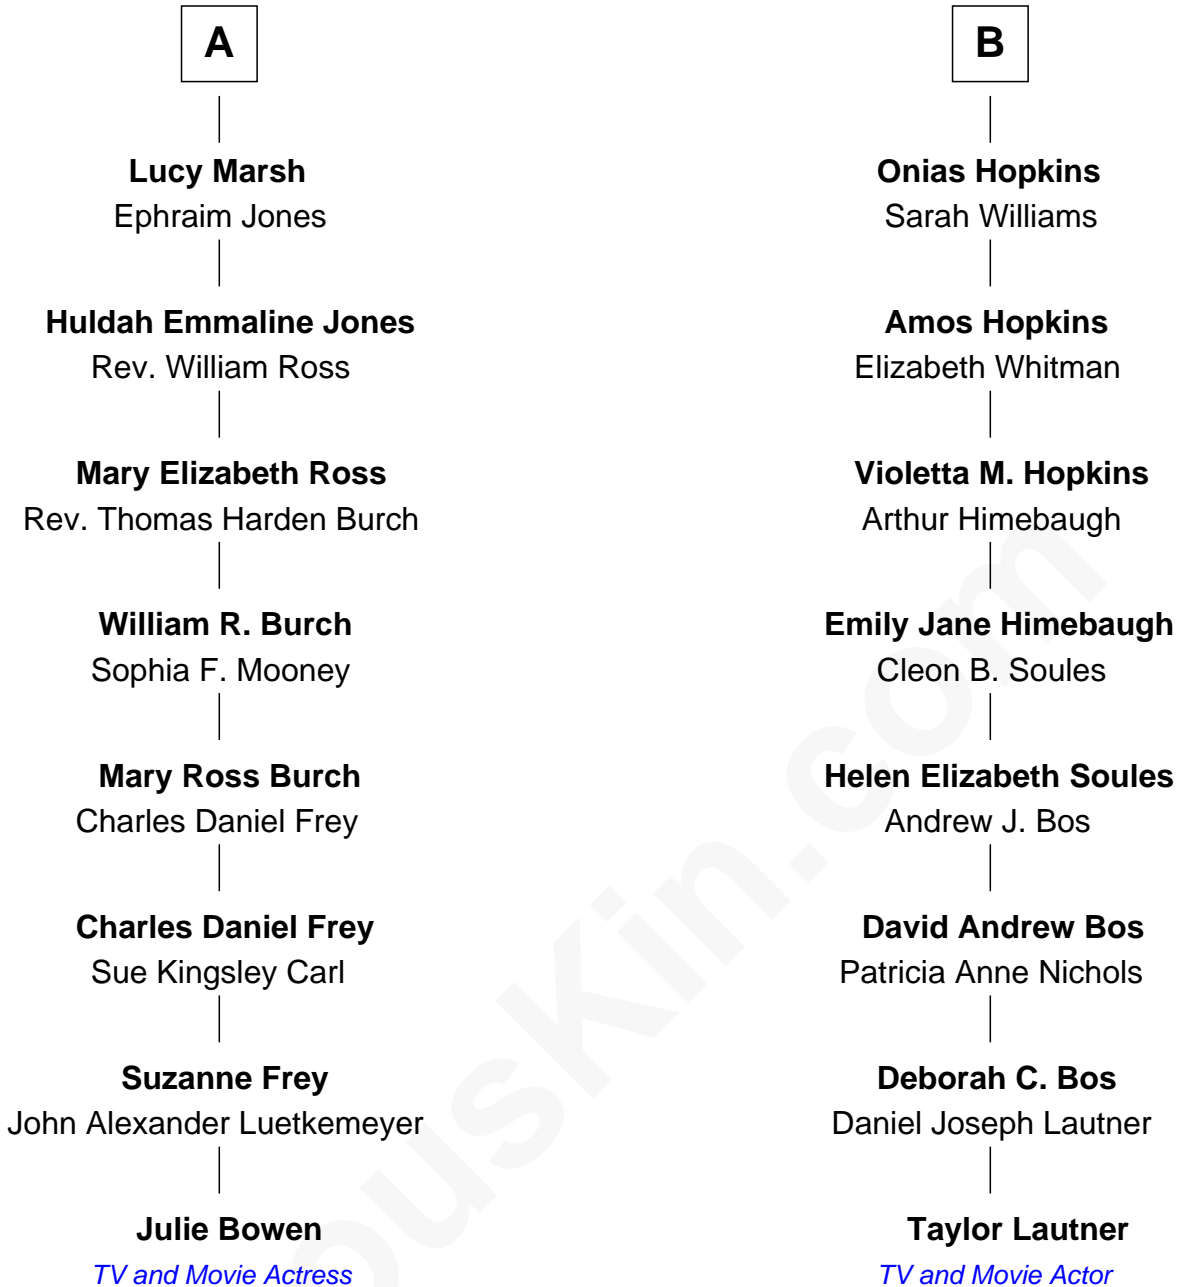 A
Lucy Marsh
Ephraim Jones
Huldah Emmaline Jones
Rev. William Ross
Mary Elizabeth Ross
Rev. Thomas Harden Burch
William R. Burch
Sophia F. Mooney
Mary Ross Burch
Charles Daniel Frey
Charles Daniel Frey
Sue Kingsley Carl
Suzanne Frey
John Alexander Luetkemeyer
Julie Bowen
TV and Movie Actress
B
Onias Hopkins
Sarah Williams
Amos Hopkins
Elizabeth Whitman
Violetta M. Hopkins
Arthur Himebaugh
Emily Jane Himebaugh
Cleon B. Soules
Helen Elizabeth Soules
Andrew J. Bos
David Andrew Bos
Patricia Anne Nichols
Deborah C. Bos
Daniel Joseph Lautner
Taylor Lautner
TV and Movie Actor
ousKin.com